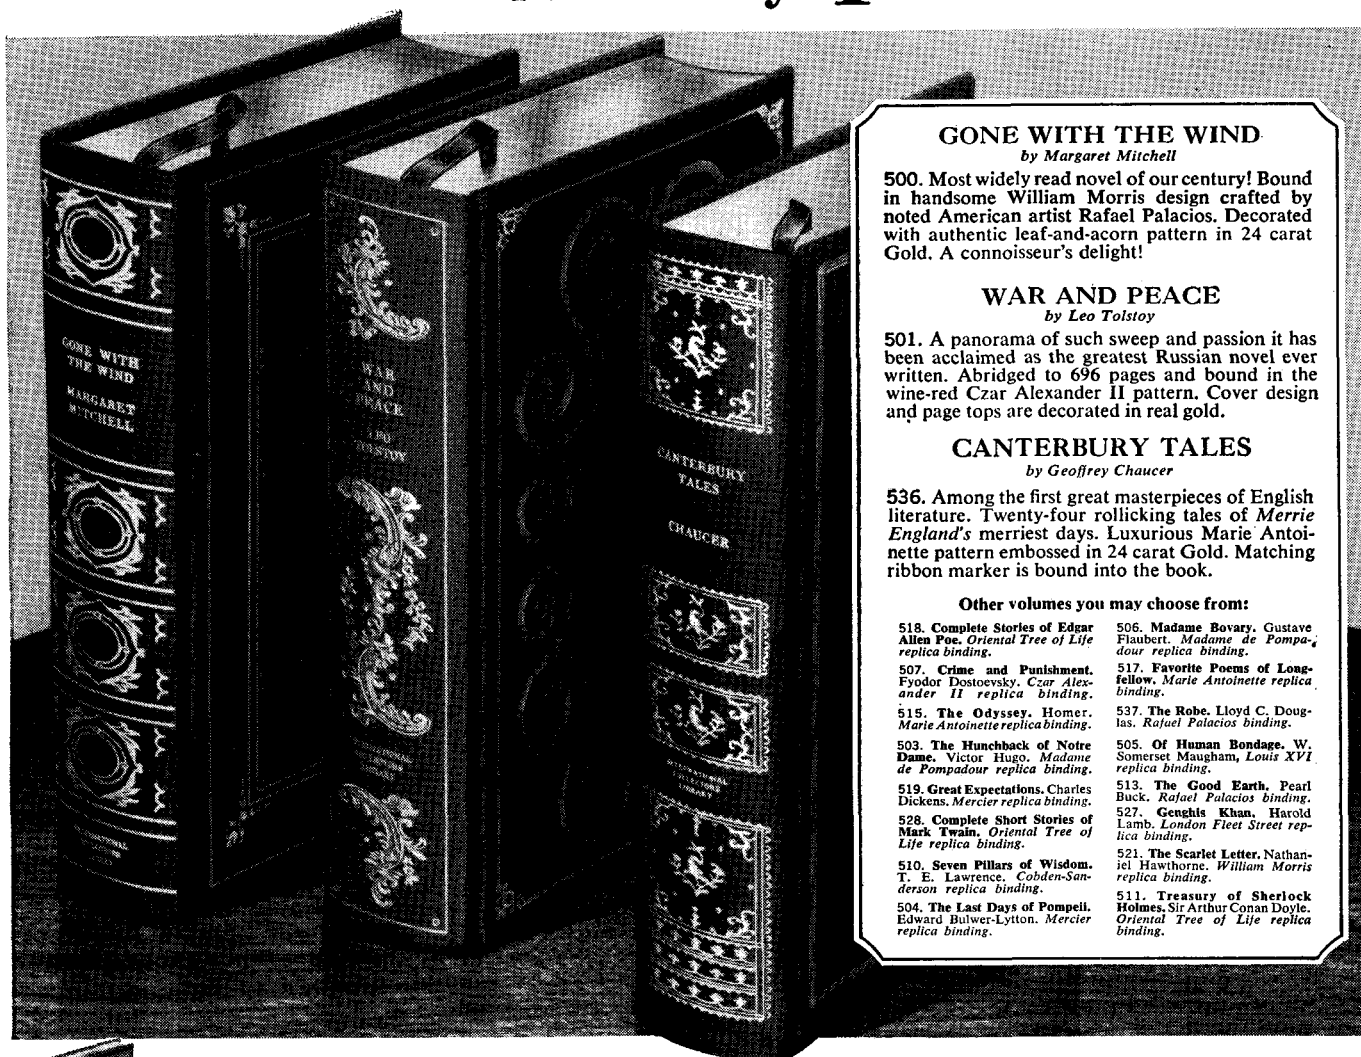 GONE WITH
THE WIND
MARGARET
MITCHELL
WAR
AND
PEACE
LEO
TOLSTOY
CANTERBURY
TALES
CHAUCER
GONE WITH THE WIND
by Margaret Mitchell
500. Most widely read novel of our century! Bound
in handsome William Morris design crafted by
noted American artist Rafael Palacios. Decorated
with authentic leaf-and-acorn pattern in 24 carat
Gold. A connoisseur's delight!
WAR AND PEACE
by Leo Tolstoy
501. A panorama of such sweep and passion it has
been acclaimed as the greatest Russian novel ever
written. Abridged to 696 pages and bound in the
wine-red Czar Alexander II pattern. Cover design
and page tops are decorated in real gold.
CANTERBURY TALES
by Geoffrey Chaucer
536. Among the first great masterpieces of English
literature. Twenty-four rollicking tales of Merrie
England's merriest days. Luxurious Marie Antoi-
nette pattern embossed in 24 carat Gold. Matching
ribbon marker is bound into the book.
Other volumes you may choose from:
518. Complete Stories of Edgar
Allen Poe. Oriental Tree of Life
replica binding.
507. Crime and Punishment.
Fyodor Dostoevsky. Czar Alex-
ander II replica binding.
515. The Odyssey. Homer.
Marie Antoinette replica binding.
503. The Hunchback of Notre
Dame. Victor Hugo. Madame
de Pompadour replica binding.
519. Great Expectations. Charles
Dickens. Mercier replica binding.
528. Complete Short Stories of
Mark Twain. Oriental Tree of
Life replica binding.
510. Seven Pillars of Wisdom.
T. E. Lawrence. Cobden-San-
derson replica binding.
504. The Last Days of Pompeii.
Edward Bulwer-Lytton. Mercier
replica binding.
506. Madame Bovary. Gustave
Flaubert. Madame de Pompa-
dour replica binding.
517. Favorite Poems of Long-
fellow. Marie Antoinette replica
binding.
537. The Robe. Lloyd C. Doug-
las. Rafael Palacios binding.
505. Of Human Bondage. W.
Somerset Maugham, Louis XVI
replica binding.
513. The Good Earth. Pearl
Buck. Rafael Palacios binding.
527. Genghis Khan. Harold
Lamb. London Fleet Street rep-
lica binding.
521. The Scarlet Letter. Nathan-
iel Hawthorne. William Morris
replica binding.
511. Treasury of Sherlock
Holmes. Sir Arthur Conan Doyle.
Oriental Tree of Life replica
binding.